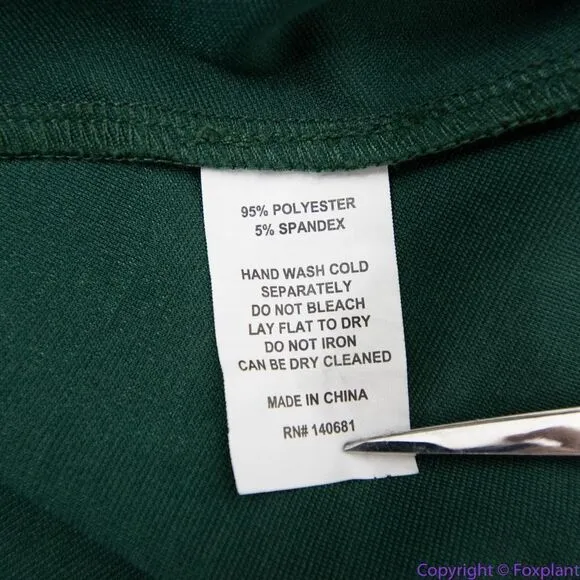 95% POLYESTER
5% SPANDEX
HAND WASH COLD
SEPARATELY
DO NOT BLEACH
LAY FLAT TO DRY
DO NOT IRON
CAN BE DRY CLEANED
MADE IN CHINA
RN# 140681
Copyright © Foxplant